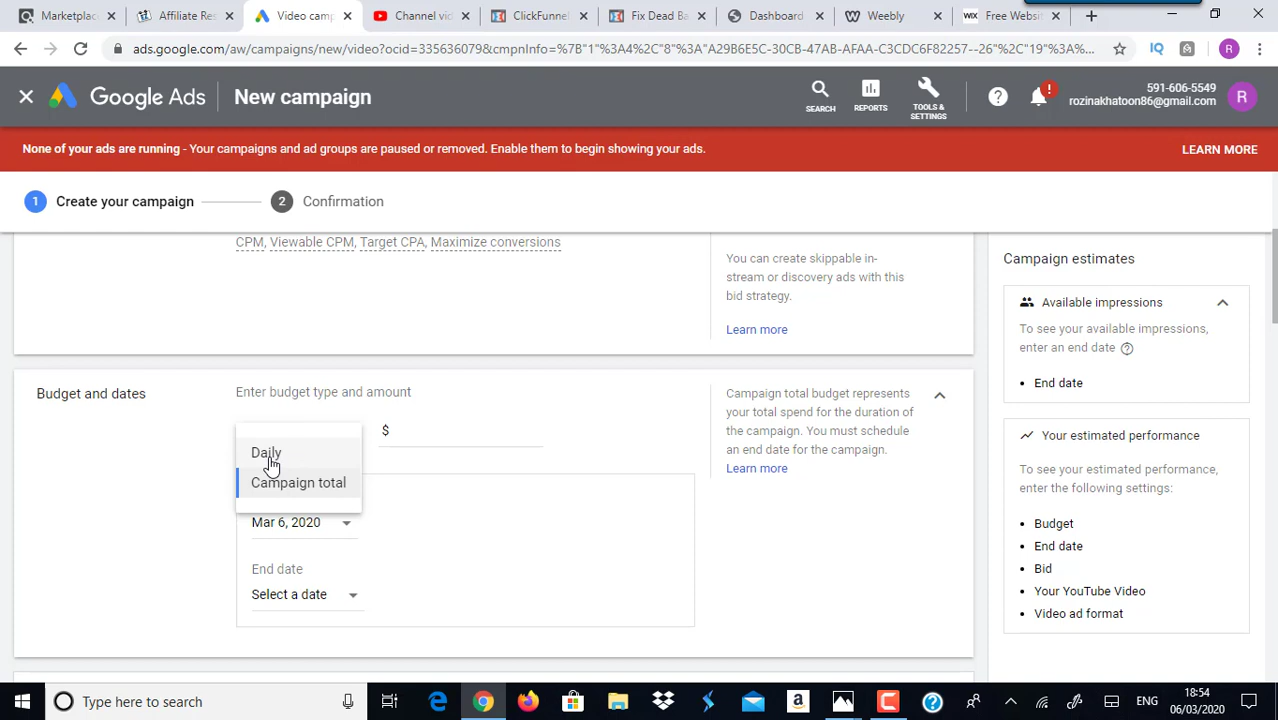 Marketplac
Affiliate Res
Video camp
Channel vid
ClickFunnel
Fix Dead Ba
Dashboard
Weebly
WIX
Free Websit
ads.google.com/aw/campaigns/new/video?ocid=335636079&cmpnInfo=%7B"1"%3A4%2C"8"%3A"A29B6E5C-30CB-47AB-AFAA-C3CDC6F82257--26"%2C"19"%3A%...
IQ
R
Google Ads
New campaign
SEARCH
REPORTS
TOOLS & SETTINGS
591-606-5549
rozinakhatoon86@gmail.com
R
None of your ads are running - Your campaigns and ad groups are paused or removed. Enable them to begin showing your ads.
LEARN MORE
1 Create your campaign
2 Confirmation
CPM, Viewable CPM, Target CPA, Maximize conversions
You can create skippable in-
stream or discovery ads with this
bid strategy.
Learn more
Budget and dates
Enter budget type and amount
Daily
Campaign total
$
Mar 6, 2020
End date
Select a date
Campaign total budget represents
your total spend for the duration of
the campaign. You must schedule
an end date for the campaign.
Learn more
Campaign estimates
Available impressions
To see your available impressions,
enter an end date
• End date
Your estimated performance
To see your estimated performance,
enter the following settings:
• Budget
• End date
• Bid
• Your YouTube Video
• Video ad format
Type here to search
ENG
18:54
06/03/2020